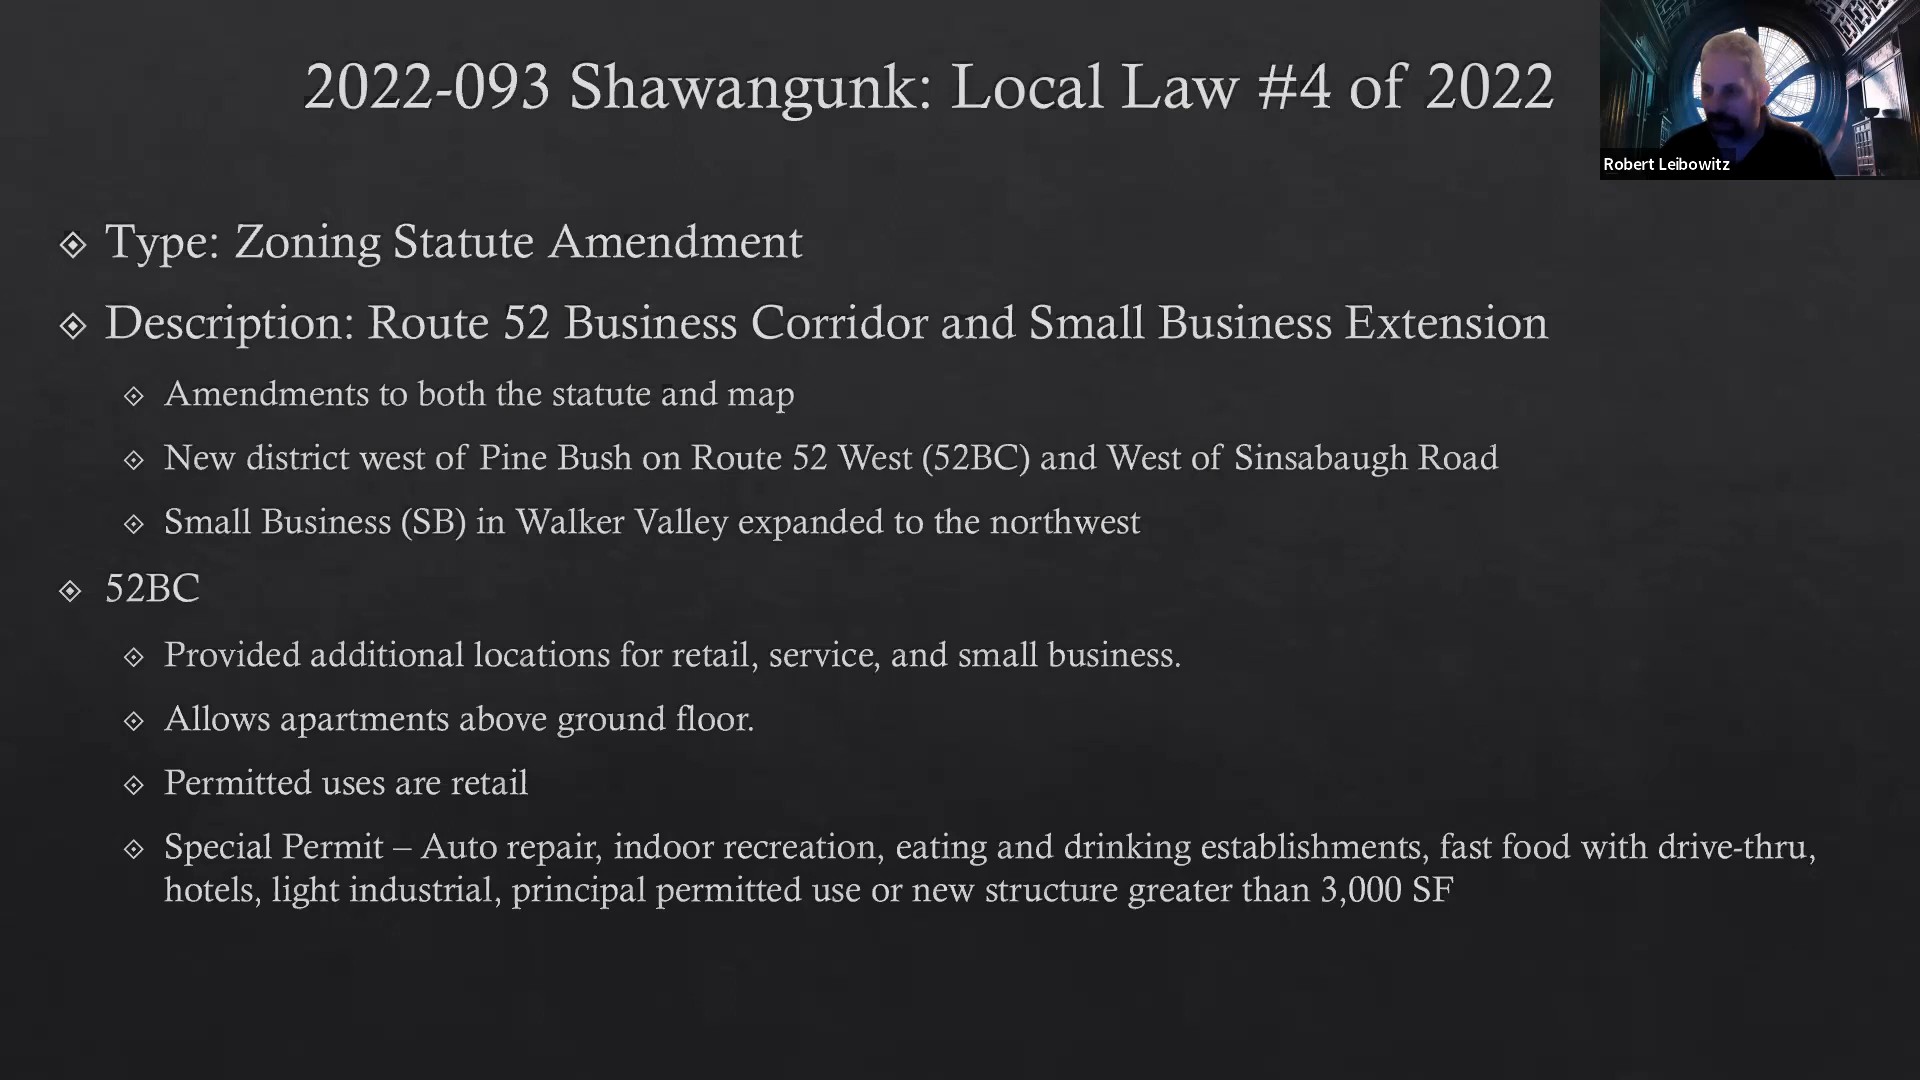 2022-093 Shawangunk: Local Law #4 of 2022
Robert Leibowitz
Type: Zoning Statute Amendment
Description: Route 52 Business Corridor and Small Business Extension
Amendments to both the statute and map
New district west of Pine Bush on Route 52 West (52BC) and West of Sinsabaugh Road
Small Business (SB) in Walker Valley expanded to the northwest
52BC
Provided additional locations for retail, service, and small business.
Allows apartments above ground floor.
Permitted uses are retail
Special Permit – Auto repair, indoor recreation, eating and drinking establishments, fast food with drive-thru,
hotels, light industrial, principal permitted use or new structure greater than 3,000 SF